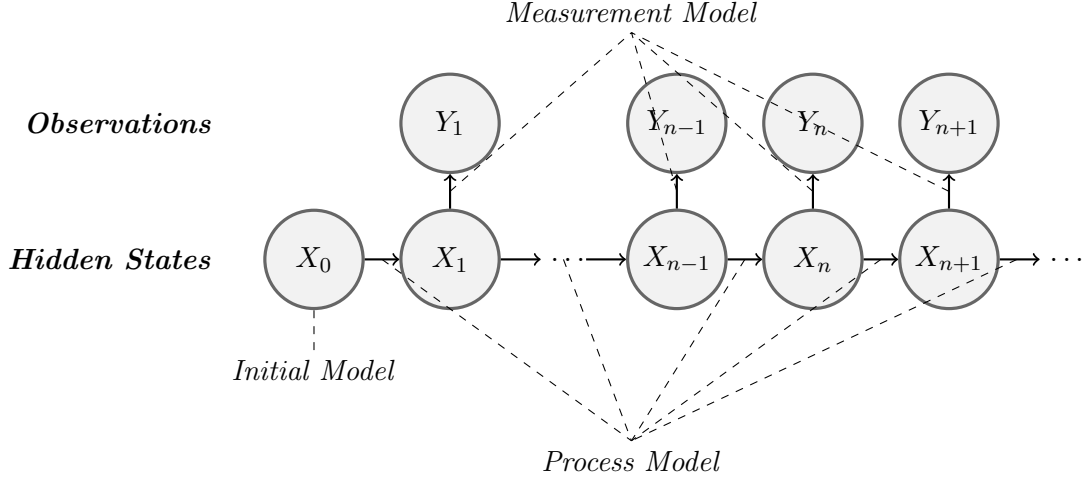 Measurement Model
Observations Y₁ Yₙ₋₁ Yₙ Yₙ₊₁
Hidden States X₀ X₁ ··· Xₙ₋₁ Xₙ Xₙ₊₁ ···
Initial Model
Process Model